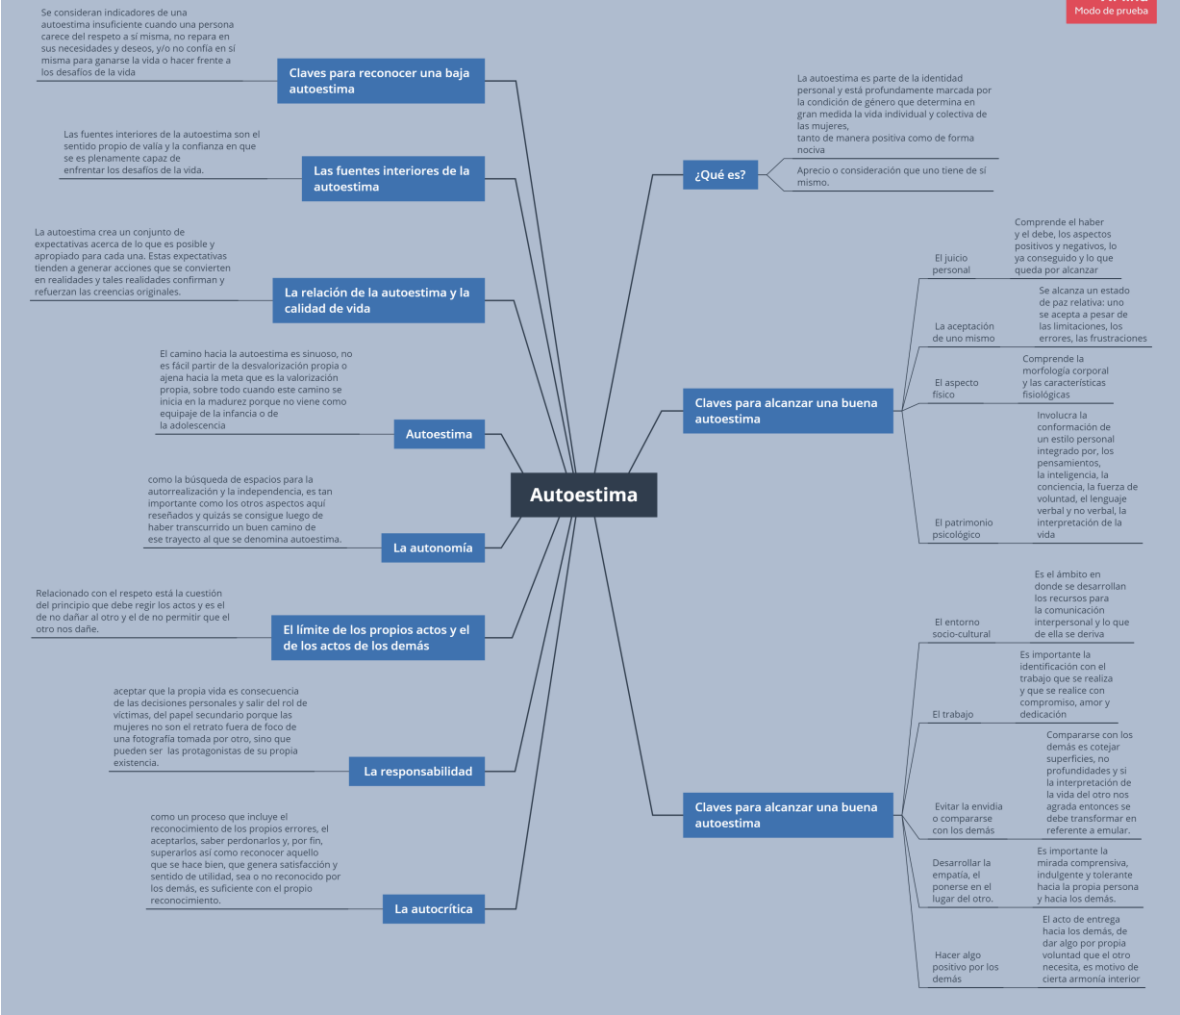 Modo de prueba
Autoestima
Se consideran indicadores de una
autoestima insuficiente cuando una persona
carece del respeto a sí misma, no repara en
sus necesidades y deseos, y/o no confía en sí
misma para ganarse la vida o hacer frente a
los desafíos de la vida
Claves para reconocer una baja
autoestima
Las fuentes interiores de la autoestima son el
sentido propio de valía y la confianza en que
se es plenamente capaz de
enfrentar los desafíos de la vida.
Las fuentes interiores de la
autoestima
La autoestima crea un conjunto de
expectativas acerca de lo que es posible y
apropiado para cada una. Estas expectativas
tienden a generar acciones que se convierten
en realidades y tales realidades confirman y
refuerzan las creencias originales.
La relación de la autoestima y la
calidad de vida
El camino hacia la autoestima es sinuoso, no
es fácil partir de la desvalorización propia o
ajena hacia la meta que es la valorización
propia, sobre todo cuando este camino se
inicia en la madurez porque no viene como
equipaje de la infancia o de
la adolescencia
Autoestima
como la búsqueda de espacios para la
autorrealización y la independencia, es tan
importante como los otros aspectos aquí
reseñados y quizás se consigue luego de
haber transcurrido un buen camino de
ese trayecto al que se denomina autoestima.
La autonomía
Relacionado con el respeto está la cuestión
del principio que debe regir los actos y es el
de no dañar al otro y el de no permitir que el
otro nos dañe.
El límite de los propios actos y el
de los actos de los demás
aceptar que la propia vida es consecuencia
de las decisiones personales y salir del rol de
víctimas, del papel secundario porque las
mujeres no son el retrato fuera de foco de
una fotografía tomada por otro, sino que
pueden ser las protagonistas de su propia
existencia.
La responsabilidad
como un proceso que incluye el
reconocimiento de los propios errores, el
aceptarlos, saber perdonarlos y, por fin,
superarlos así como reconocer aquello
que se hace bien, que genera satisfacción y
sentido de utilidad, sea o no reconocido por
los demás, es suficiente con el propio
reconocimiento.
La autocrítica
¿Qué es?
La autoestima es parte de la identidad
personal y está profundamente marcada por
la condición de género que determina en
gran medida la vida individual y colectiva de
las mujeres,
tanto de manera positiva como de forma
nociva
Aprecio o consideración que uno tiene de sí
mismo.
Claves para alcanzar una buena
autoestima
El juicio
personal
Comprende el haber
y el debe, los aspectos
positivos y negativos, lo
ya conseguido y lo que
queda por alcanzar
La aceptación
de uno mismo
Se alcanza un estado
de paz relativa: uno
se acepta a pesar de
las limitaciones, los
errores, las frustraciones
El aspecto
físico
Comprende la
morfología corporal
y las características
fisiológicas
El patrimonio
psicológico
Involucra la
conformación de
un estilo personal
integrado por, los
pensamientos,
la inteligencia, la
conciencia, la fuerza de
voluntad, el lenguaje
verbal y no verbal, la
interpretación de la
vida
Claves para alcanzar una buena
autoestima
El entorno
socio-cultural
Es el ámbito en
donde se desarrollan
los recursos para
la comunicación
interpersonal y lo que
de ella se deriva
El trabajo
Es importante la
identificación con el
trabajo que se realiza
y que se realice con
compromiso, amor y
dedicación
Evitar la envidia
o compararse
con los demás
Compararse con los
demás es cotejar
superficies, no
profundidades y si
la interpretación de
la vida del otro nos
agrada entonces se
debe transformar en
referente a emular.
Desarrollar la
empatía, el
ponerse en el
lugar del otro.
Es importante la
mirada comprensiva,
indulgente y tolerante
hacia la propia persona
y hacia los demás.
Hacer algo
positivo por los
demás
El acto de entrega
hacia los demás, de
dar algo por propia
voluntad que el otro
necesita, es motivo de
cierta armonía interior